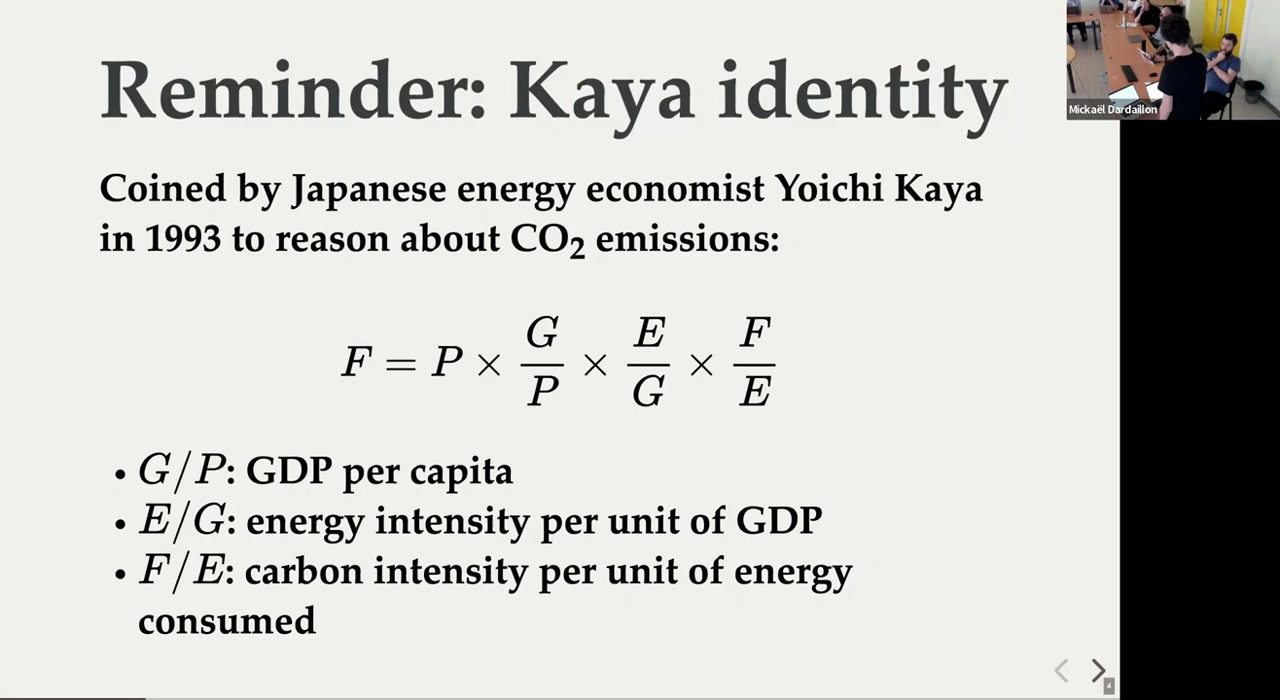 Reminder: Kaya identity
Mickaël Dardaillon
Coined by Japanese energy economist Yoichi Kaya
in 1993 to reason about CO₂ emissions:
F = P × G/P × E/G × F/E
• G/P: GDP per capita
• E/G: energy intensity per unit of GDP
• F/E: carbon intensity per unit of energy
consumed
4